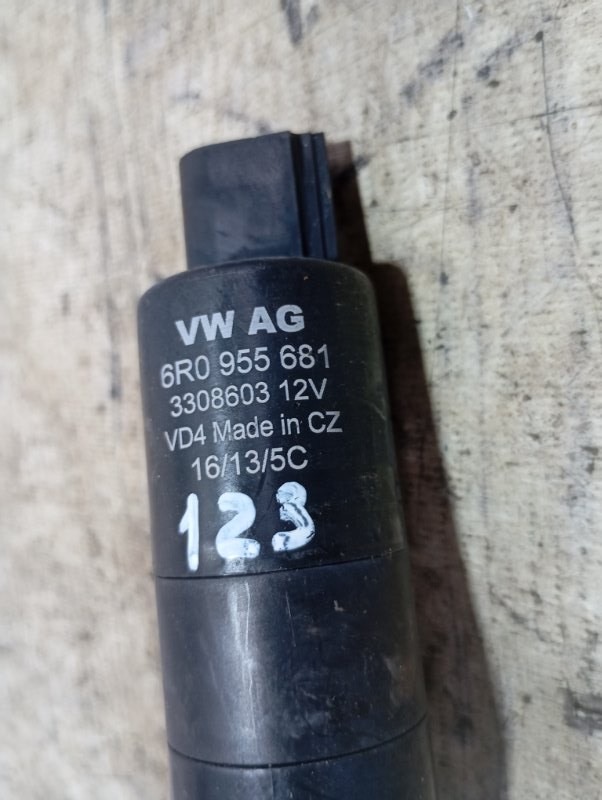 VW AG
6R0 955 681
3308603 12V
VD4 Made in CZ
16/13/5C
123